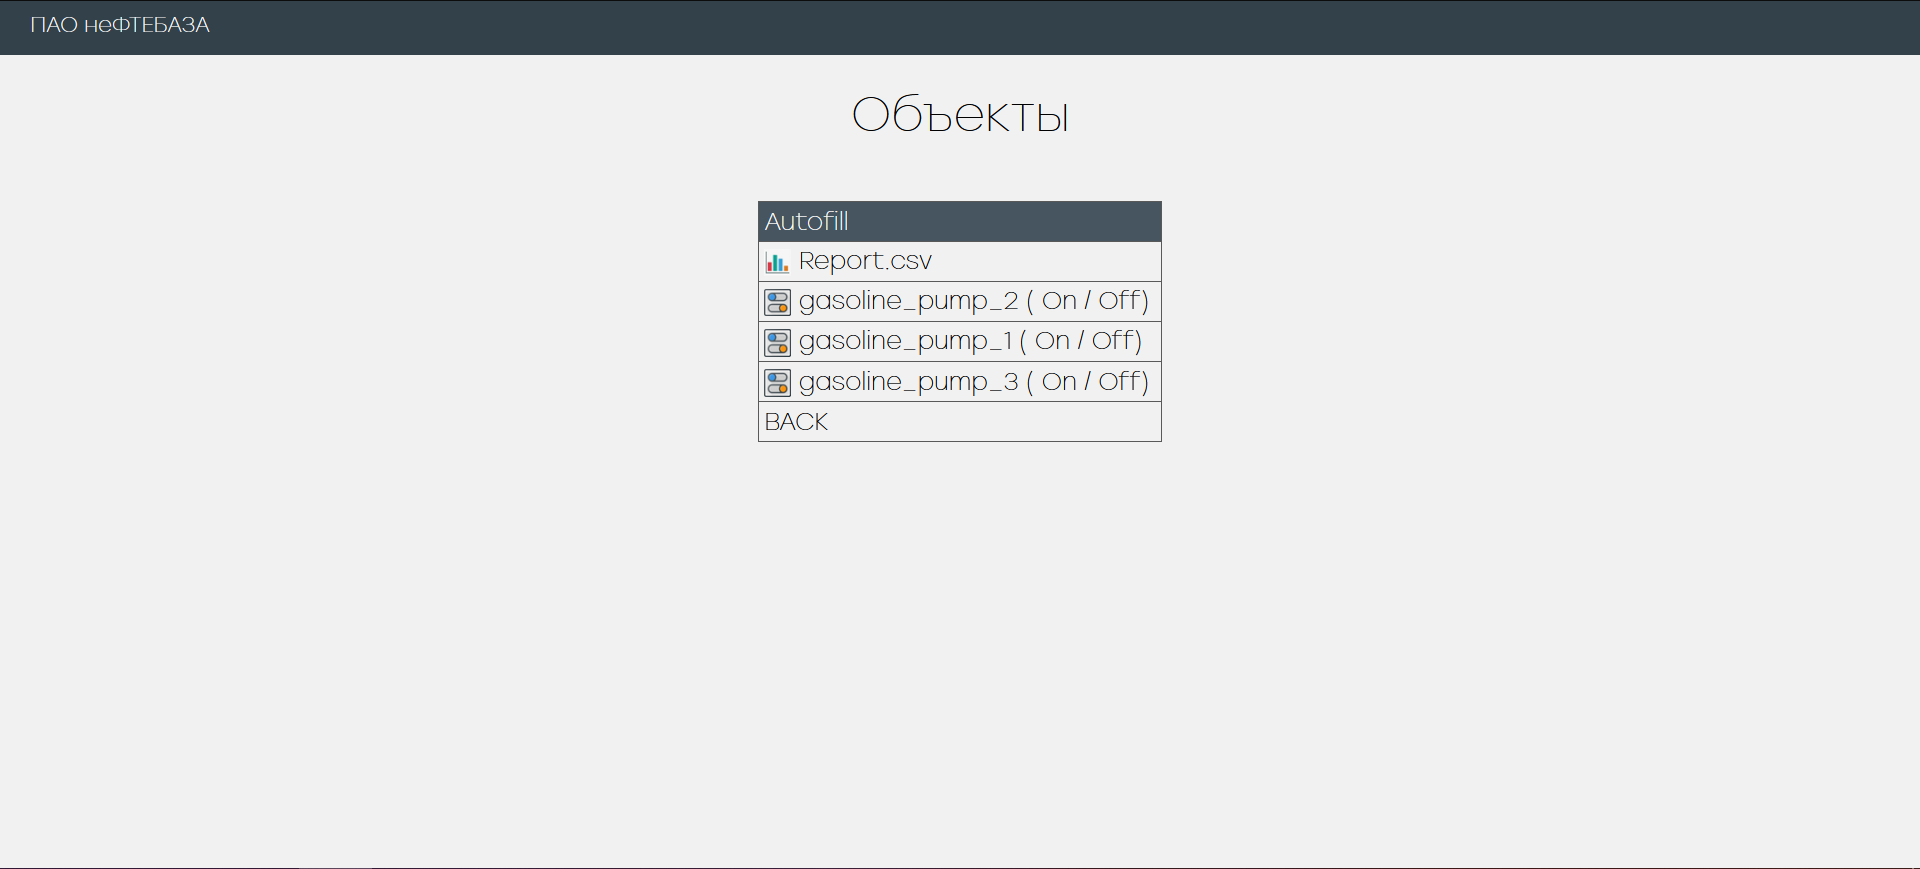 ПАО неФТЕБАЗА
Объекты
Autofill
Report.csv
gasoline_pump_2 ( On / Off)
gasoline_pump_1 ( On / Off)
gasoline_pump_3 ( On / Off)
BACK